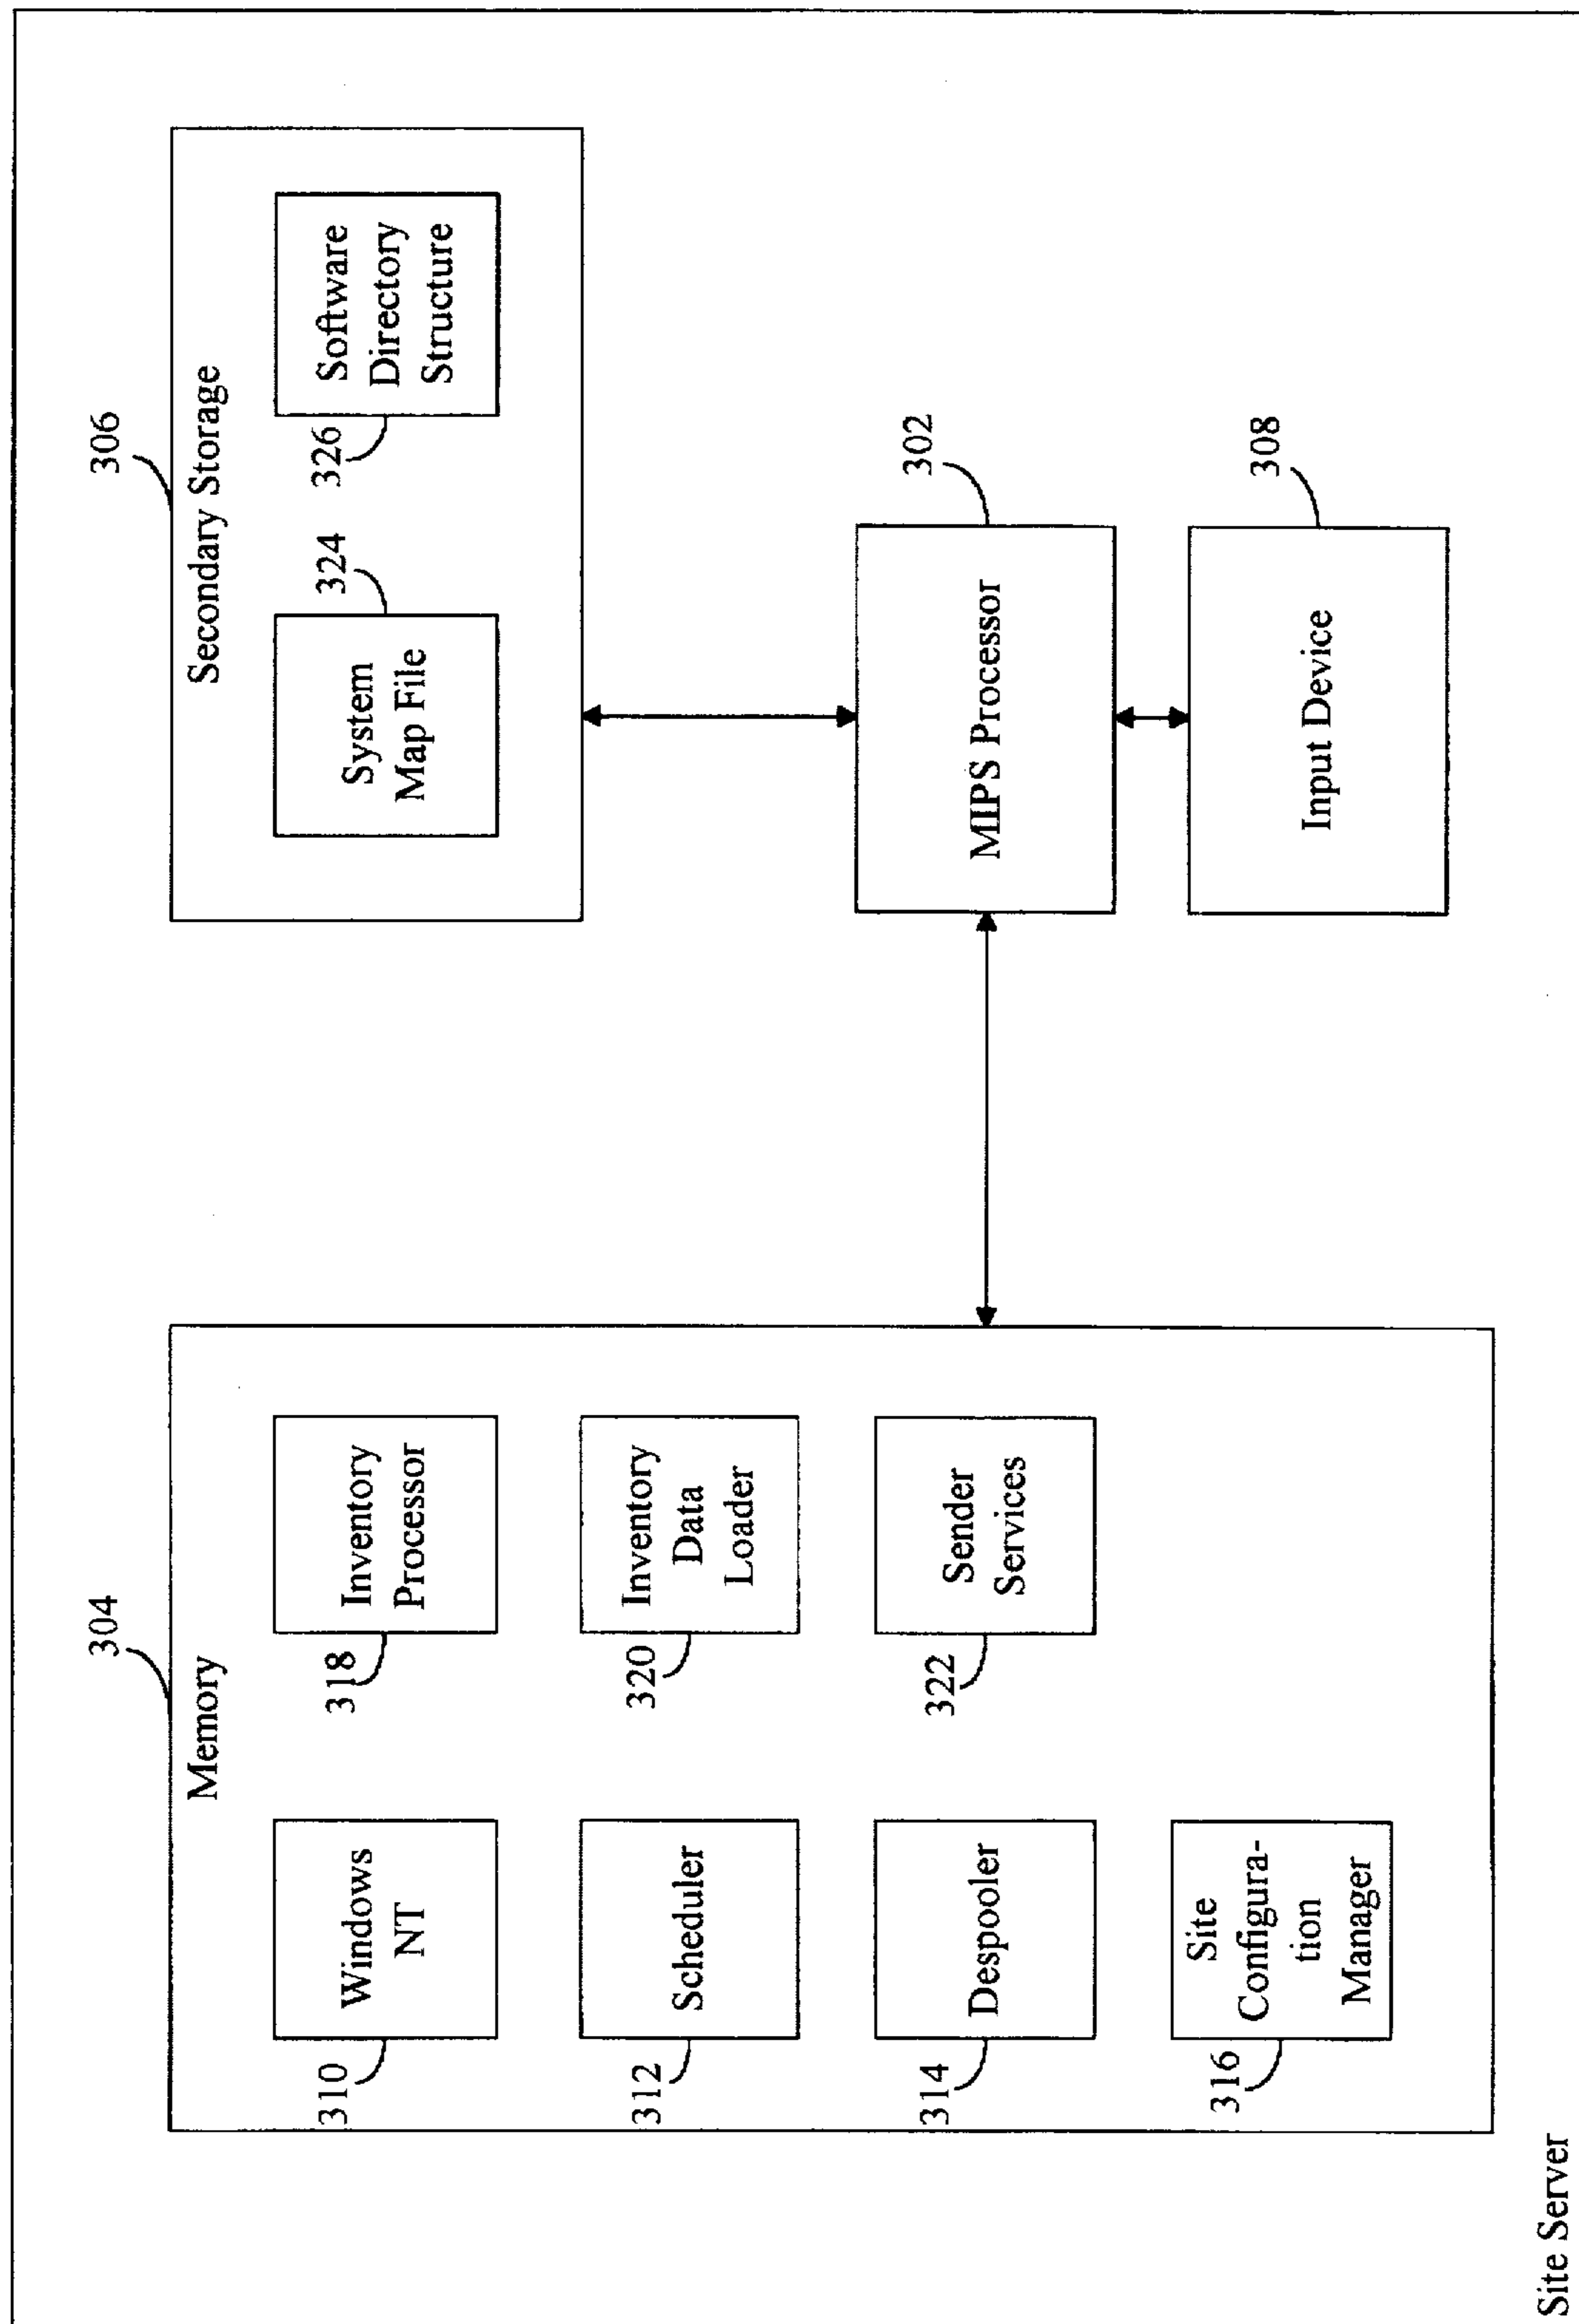 304
Memory
310
Windows
NT
318
Inventory
Processor
312
Scheduler
320
Inventory
Data
Loader
314
Despooler
322
Sender
Services
316
Site
Configura-
tion
Manager
306
Secondary Storage
324
System
Map File
326
Software
Directory
Structure
302
MIPS Processor
308
Input Device
Site Server